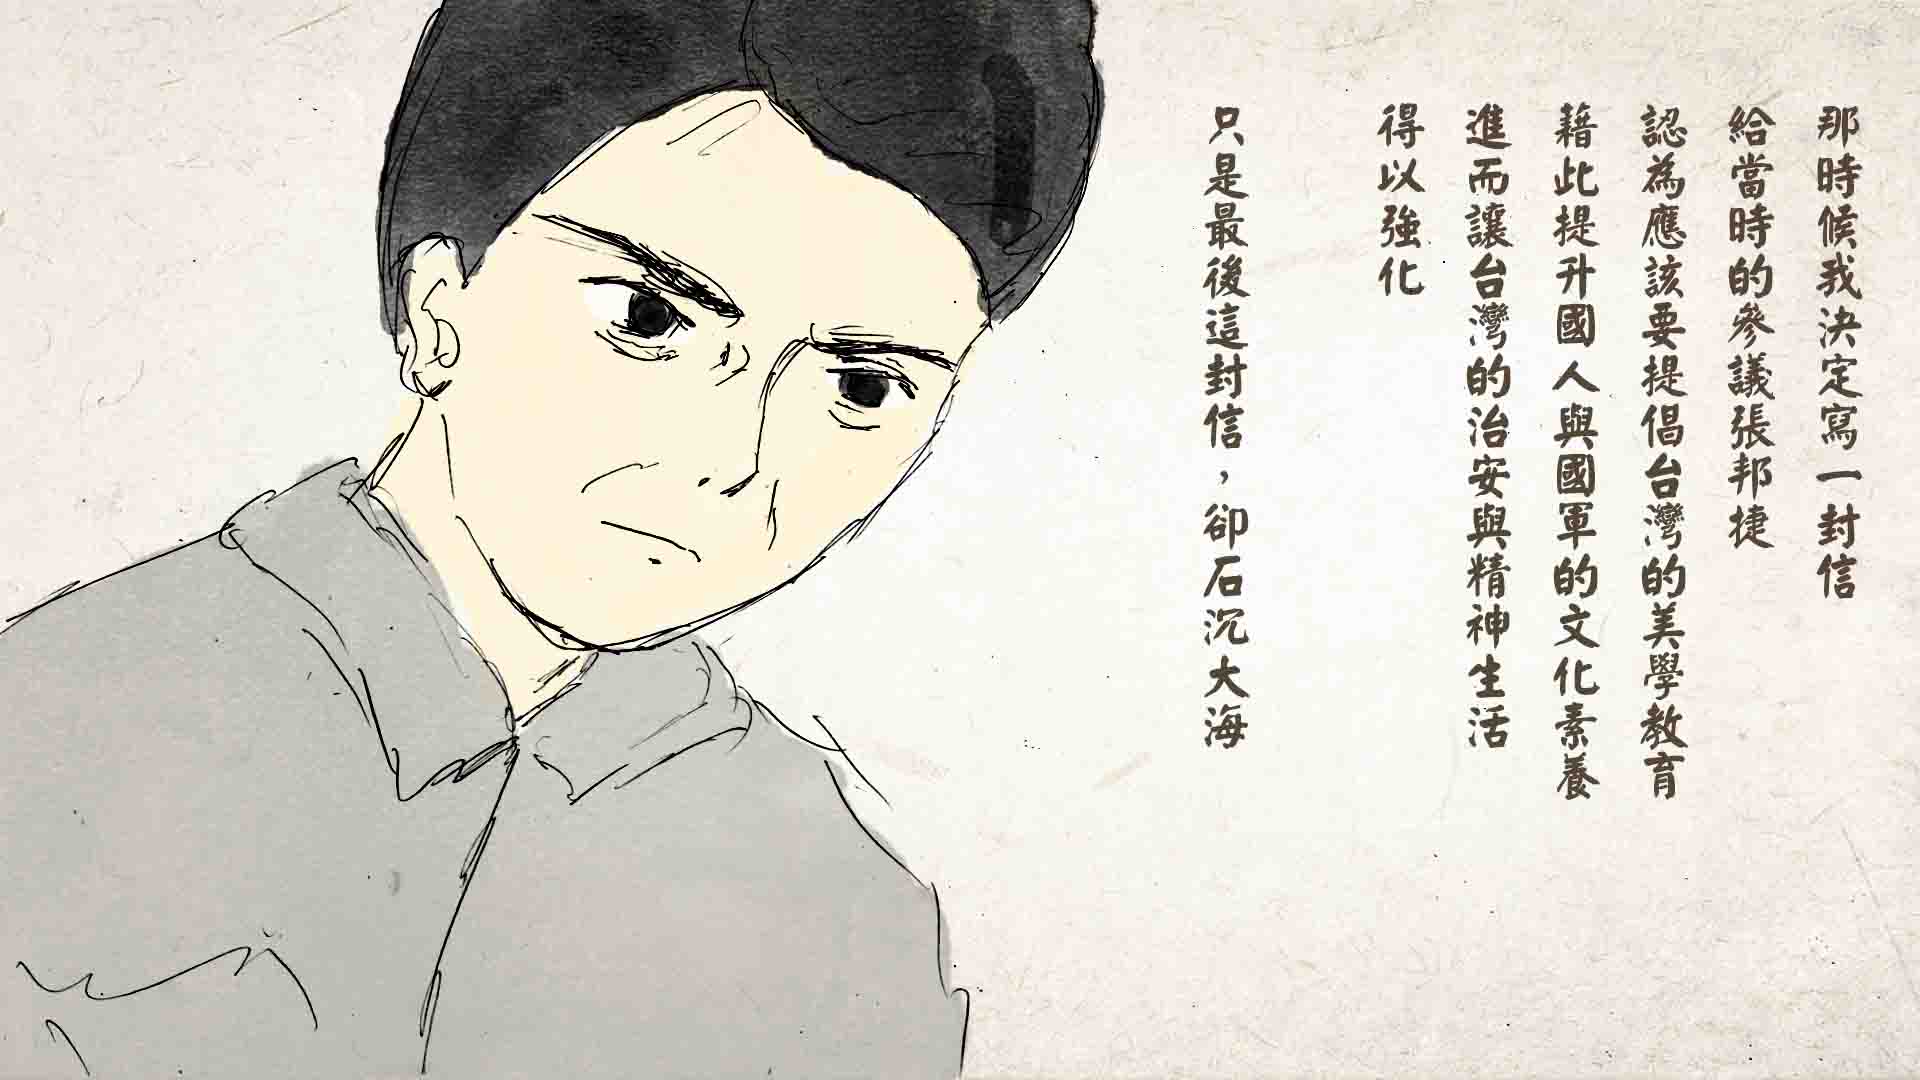 那時候我決定寫一封信
給當時的參議張邦捷
認為應該要提倡台灣的美學教育
藉此提升國人與國軍的文化素養
進而讓台灣的治安與精神生活
得以強化
只是最後這封信，卻石沉大海